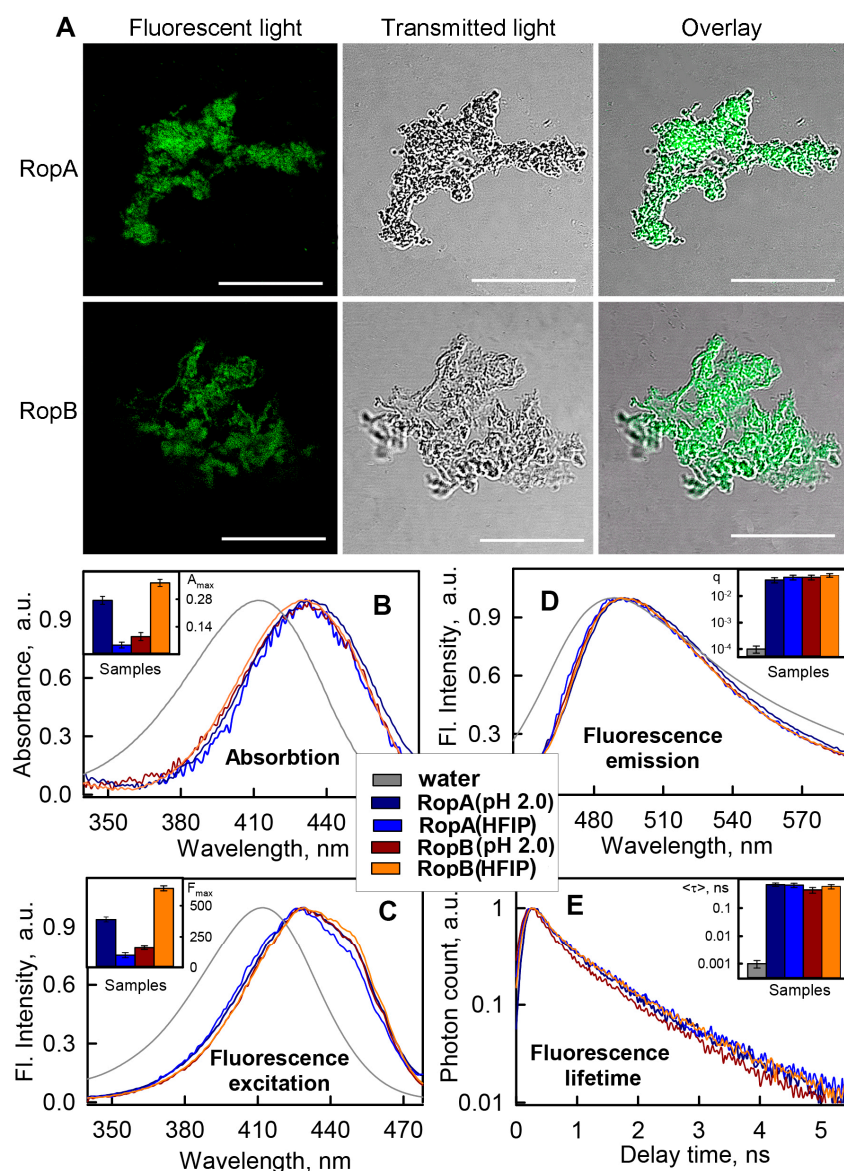 A
Fluorescent light Transmitted light Overlay
RopA
RopB
B
Absorbance, a.u.
0.9
0.6
0.3
0.0
350 380 410 440
Wavelength, nm
Absorbtion
A max
0.28
0.14
Samples
D
Fl. Intensity, a.u.
0.9
0.6
0.3
480 510 540 570
Wavelength, nm
Fluorescence
emission
q
10-2
10-4
Samples
water
RopA(pH 2.0)
RopA(HFIP)
RopB(pH 2.0)
RopB(HFIP)
C
Fl. Intensity, a.u.
0.9
0.6
0.3
0.0
350 380 410 440 470
Wavelength, nm
Fluorescence
excitation
F max
500
250
0
Samples
E
Photon count, a.u.
1
0.1
0.01
0 1 2 3 4 5
Delay time, ns
Fluorescence
lifetime
<τ>, ns
0.1
0.01
0.001
Samples